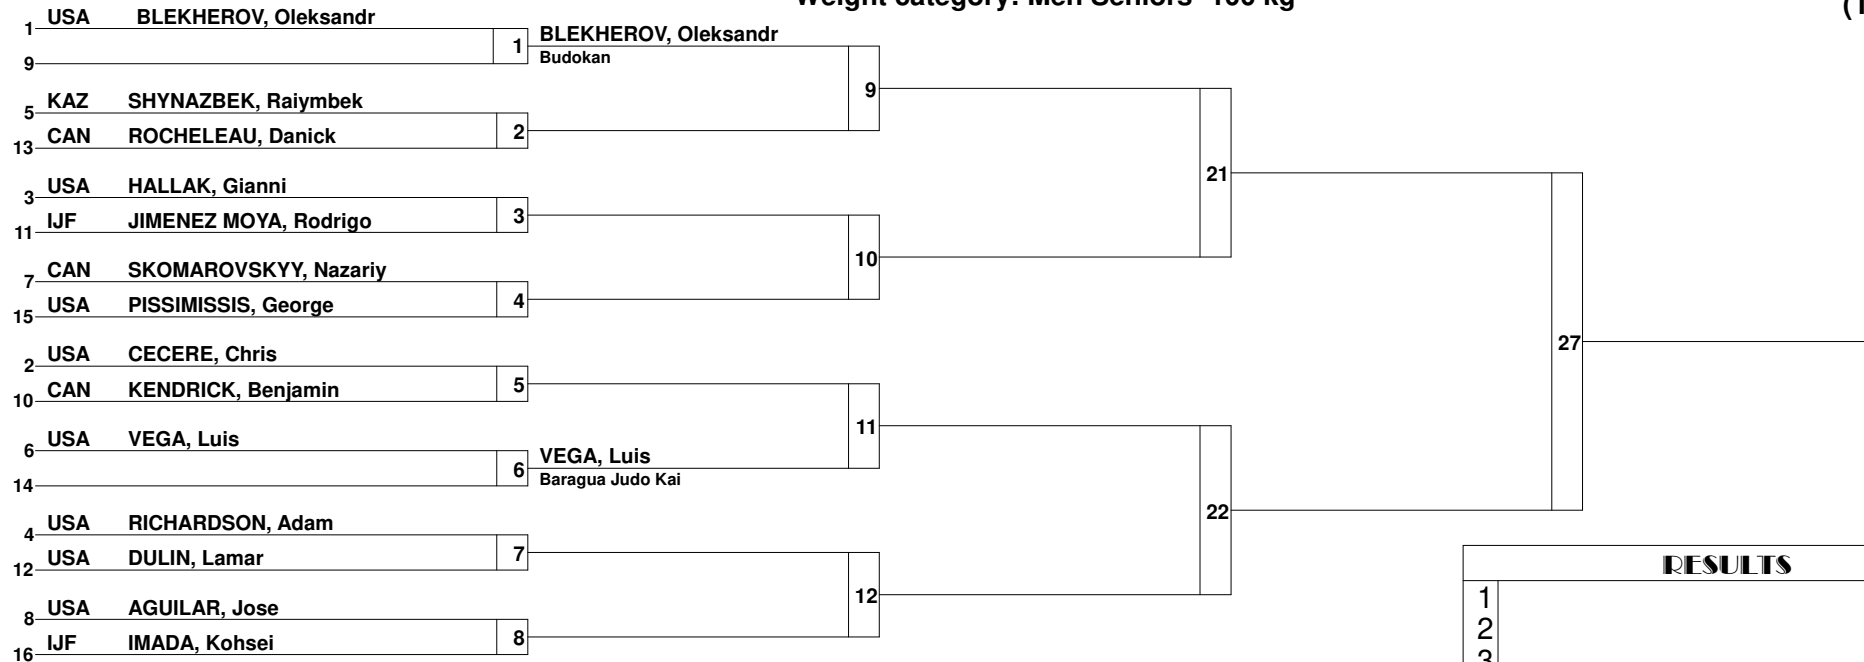 Weight category: Men Seniors -100 kg
(1
1 USA BLEKHEROV, Oleksandr
9
1 BLEKHEROV, Oleksandr
Budokan
5 KAZ SHYNAZBEK, Raiymbek
13 CAN ROCHELEAU, Danick
2
9
3 USA HALLAK, Gianni
11 IJF JIMENEZ MOYA, Rodrigo
3
7 CAN SKOMAROVSKYY, Nazariy
15 USA PISSIMISSIS, George
4
10
21
2 USA CECERE, Chris
10 CAN KENDRICK, Benjamin
5
6 USA VEGA, Luis
14
6 VEGA, Luis
Baragua Judo Kai
11
4 USA RICHARDSON, Adam
12 USA DULIN, Lamar
7
8 USA AGUILAR, Jose
16 IJF IMADA, Kohsei
8
12
22
27
RESULTS
1
2
3